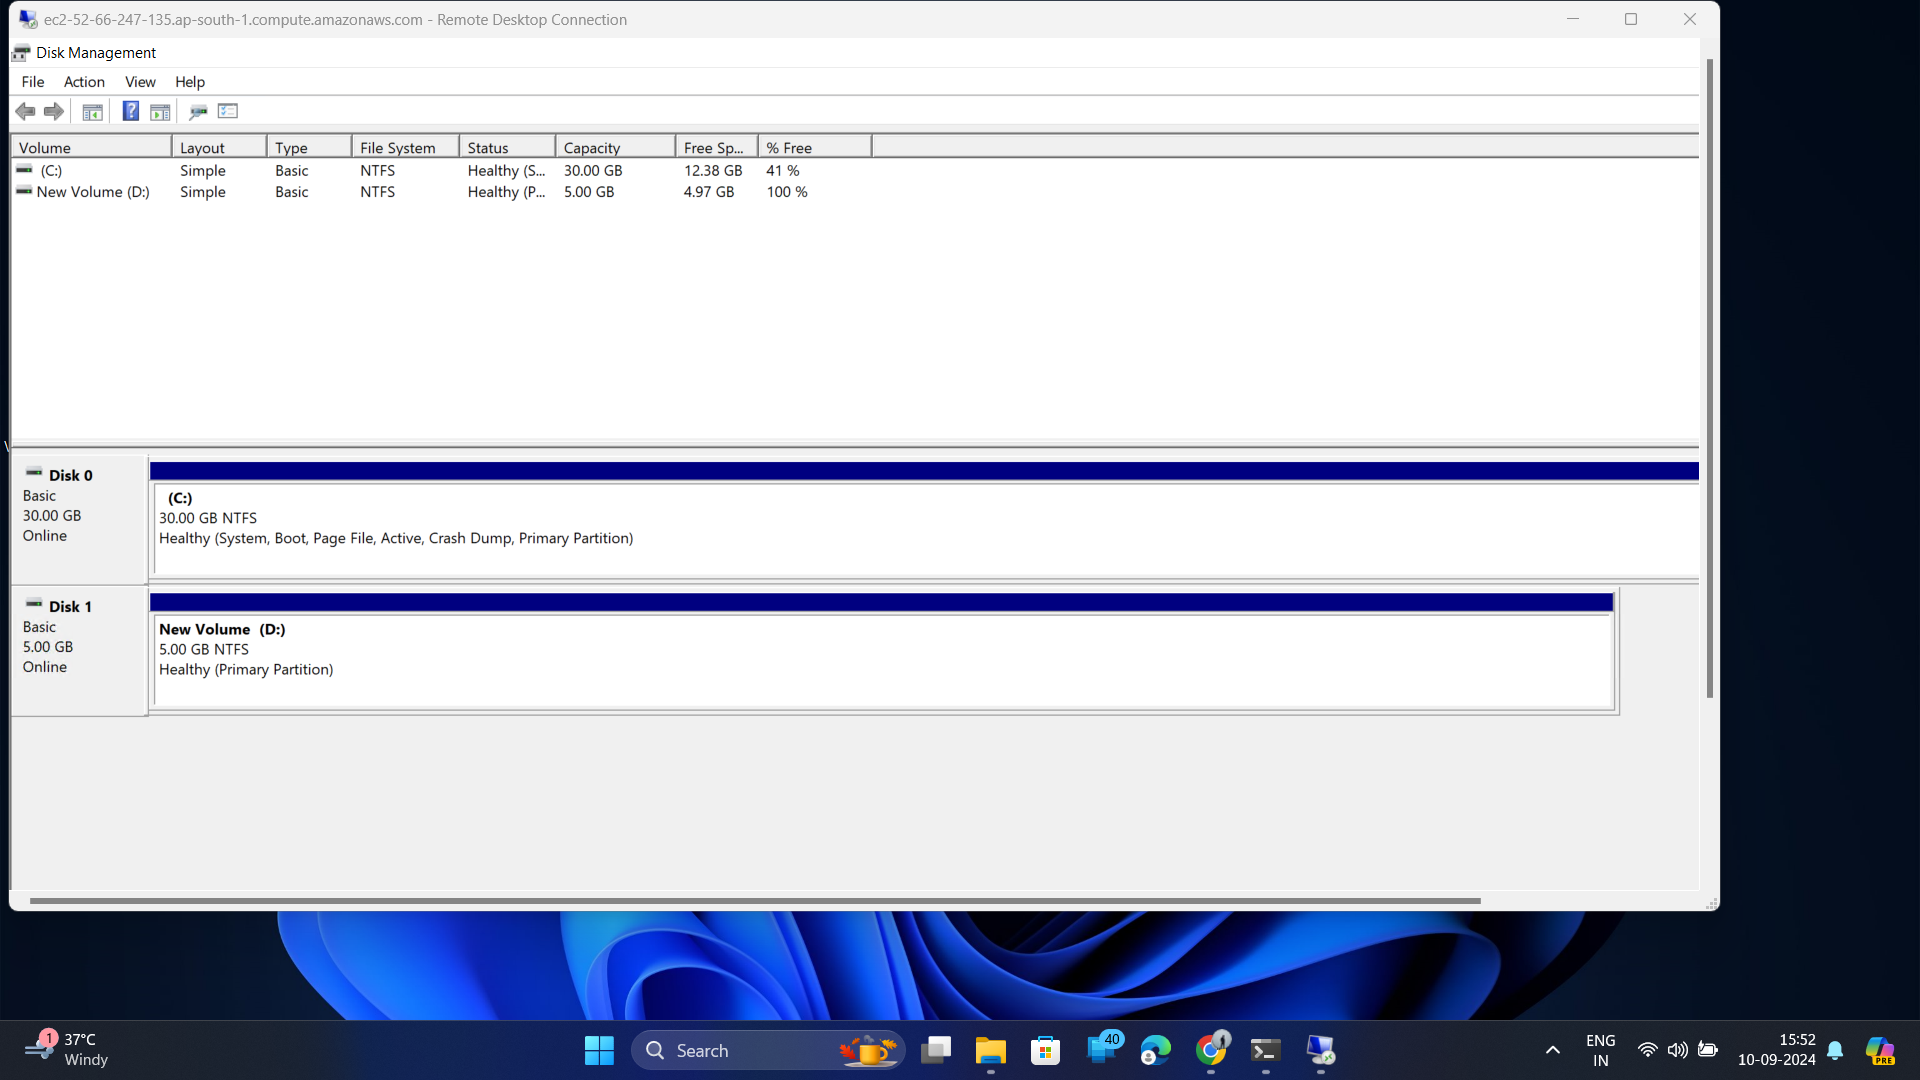 ec2-52-66-247-135.ap-south-1.compute.amazonaws.com - Remote Desktop Connection
Disk Management
File Action View Help
Volume Layout Type File System Status Capacity Free Sp... % Free
(C:) Simple Basic NTFS Healthy (S... 30.00 GB 12.38 GB 41 %
New Volume (D:) Simple Basic NTFS Healthy (P... 5.00 GB 4.97 GB 100 %
Disk 0
Basic
30.00 GB
Online
(C:)
30.00 GB NTFS
Healthy (System, Boot, Page File, Active, Crash Dump, Primary Partition)
Disk 1
Basic
5.00 GB
Online
New Volume (D:)
5.00 GB NTFS
Healthy (Primary Partition)
1
37°C
Windy
Search
40
ENG
IN
15:52
10-09-2024
PRE